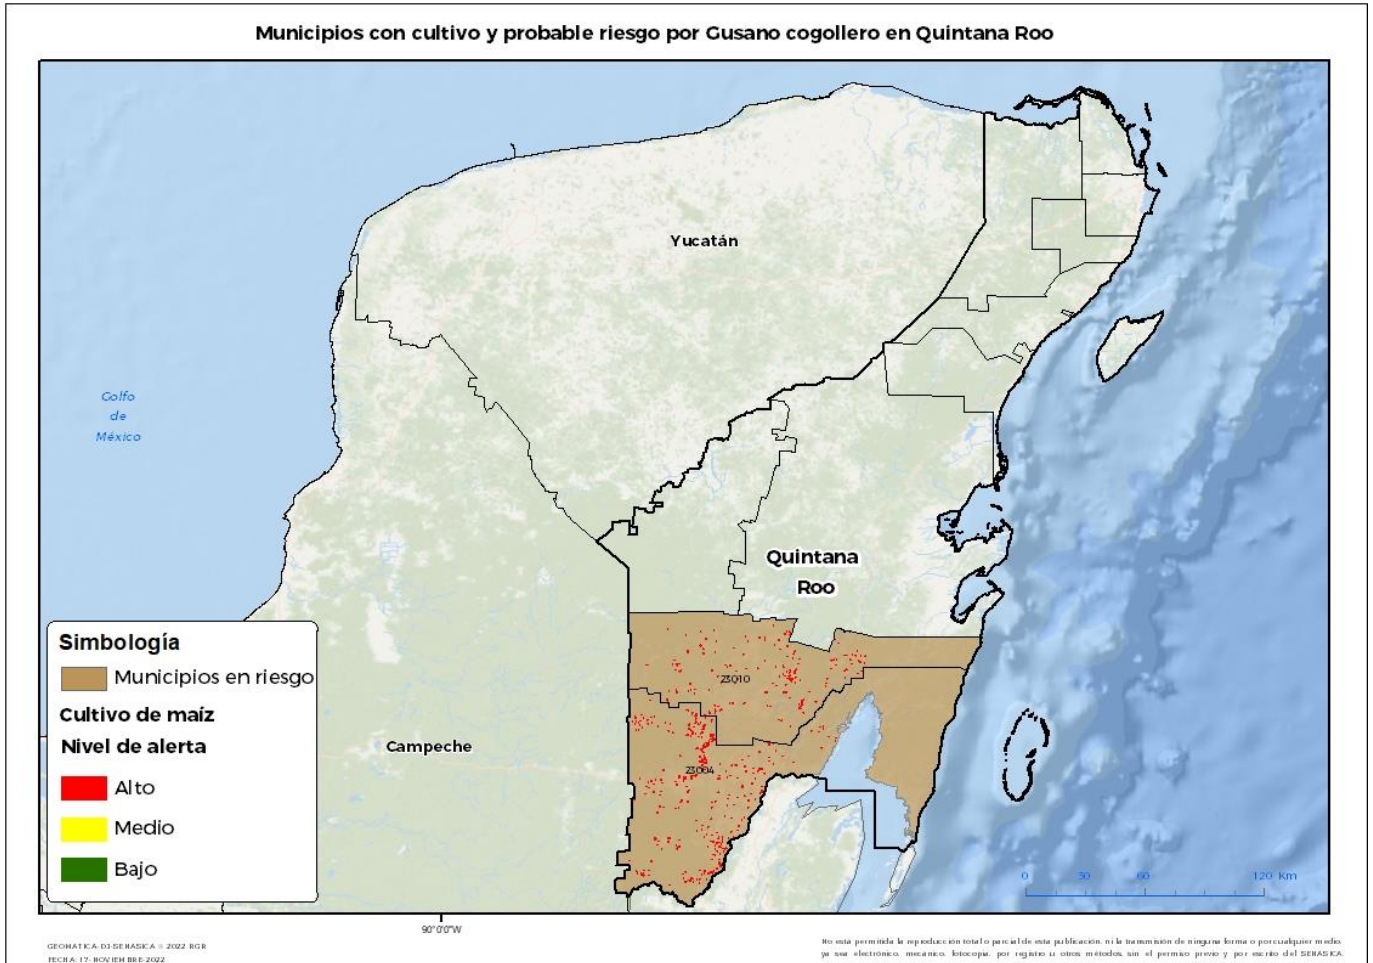 Municipios con cultivo y probable riesgo por Gusano cogollero en Quintana Roo
Yucatán
Golfo
de
México
Quintana
Roo
23010
23004
Campeche
Simbología
Municipios en riesgo
Cultivo de maíz
Nivel de alerta
Alto
Medio
Bajo
0 30 60 120 Km
90°0'0"W
GEOMATICA-DJ-SENASICA © 2022 RGR
FECHA: 17-NOVIEMBRE-2022
No está permitida la reproducción total o parcial de esta publicación, ni la transmisión de ninguna forma o por cualquier medio,
ya sea electrónico, mecánico, fotocopia, por registro u otros métodos, sin el permiso previo y por escrito del SENASICA.